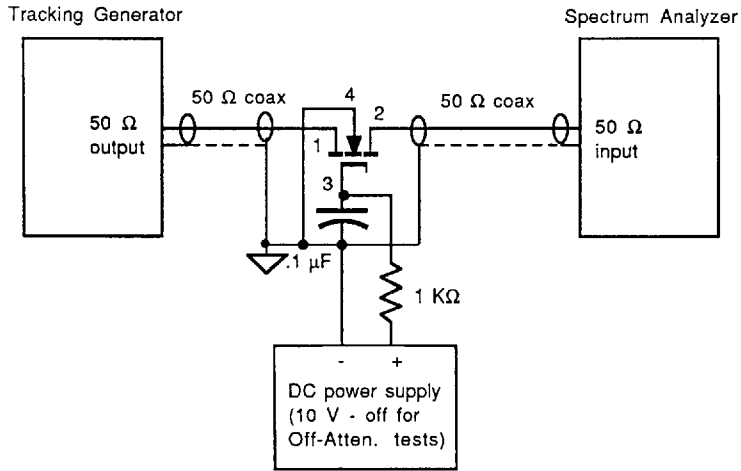 Tracking Generator
Spectrum Analyzer
50 Ω coax
4
2
50 Ω coax
50 Ω
output
1
50 Ω
input
3
.1 µF
1 KΩ
- +
DC power supply
(10 V - off for
Off-Atten. tests)